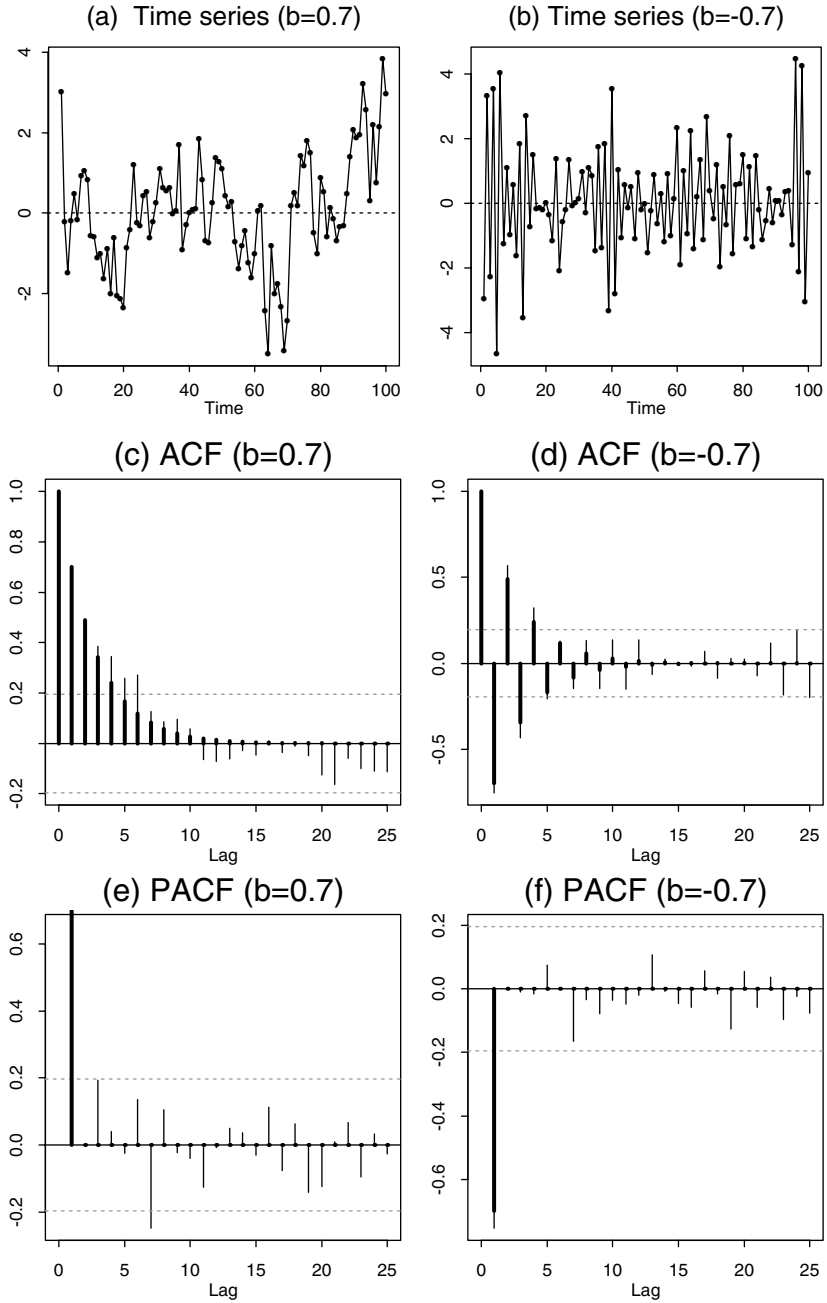 (a) Time series (b=0.7)
4
2
0
-2
0 20 40 60 80 100
Time
(b) Time series (b=-0.7)
4
2
0
-2
-4
0 20 40 60 80 100
Time
(c) ACF (b=0.7)
1.0
0.8
0.6
0.4
0.2
-0.2
0 5 10 15 20 25
Lag
(d) ACF (b=-0.7)
1.0
0.5
0.0
-0.5
0 5 10 15 20 25
Lag
(e) PACF (b=0.7)
0.6
0.4
0.2
0.0
-0.2
0 5 10 15 20 25
Lag
(f) PACF (b=-0.7)
0.2
0.0
-0.2
-0.4
-0.6
0 5 10 15 20 25
Lag